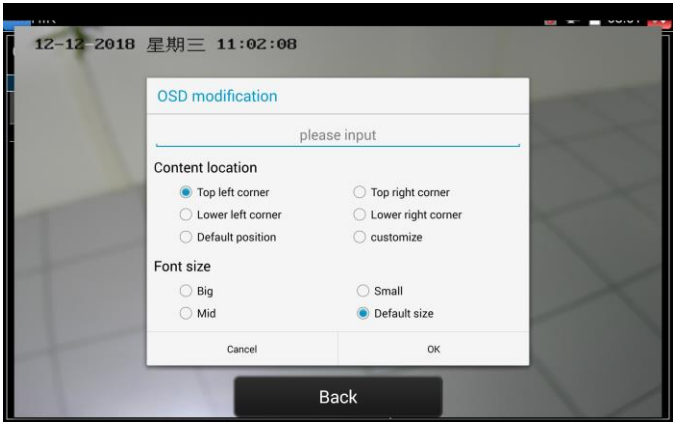 12-12-2018 星期三 11:02:08
OSD modification
please input
Content location
Top left corner Top right corner
Lower left corner Lower right corner
Default position customize
Font size
Big Small
Mid Default size
Cancel OK
Back